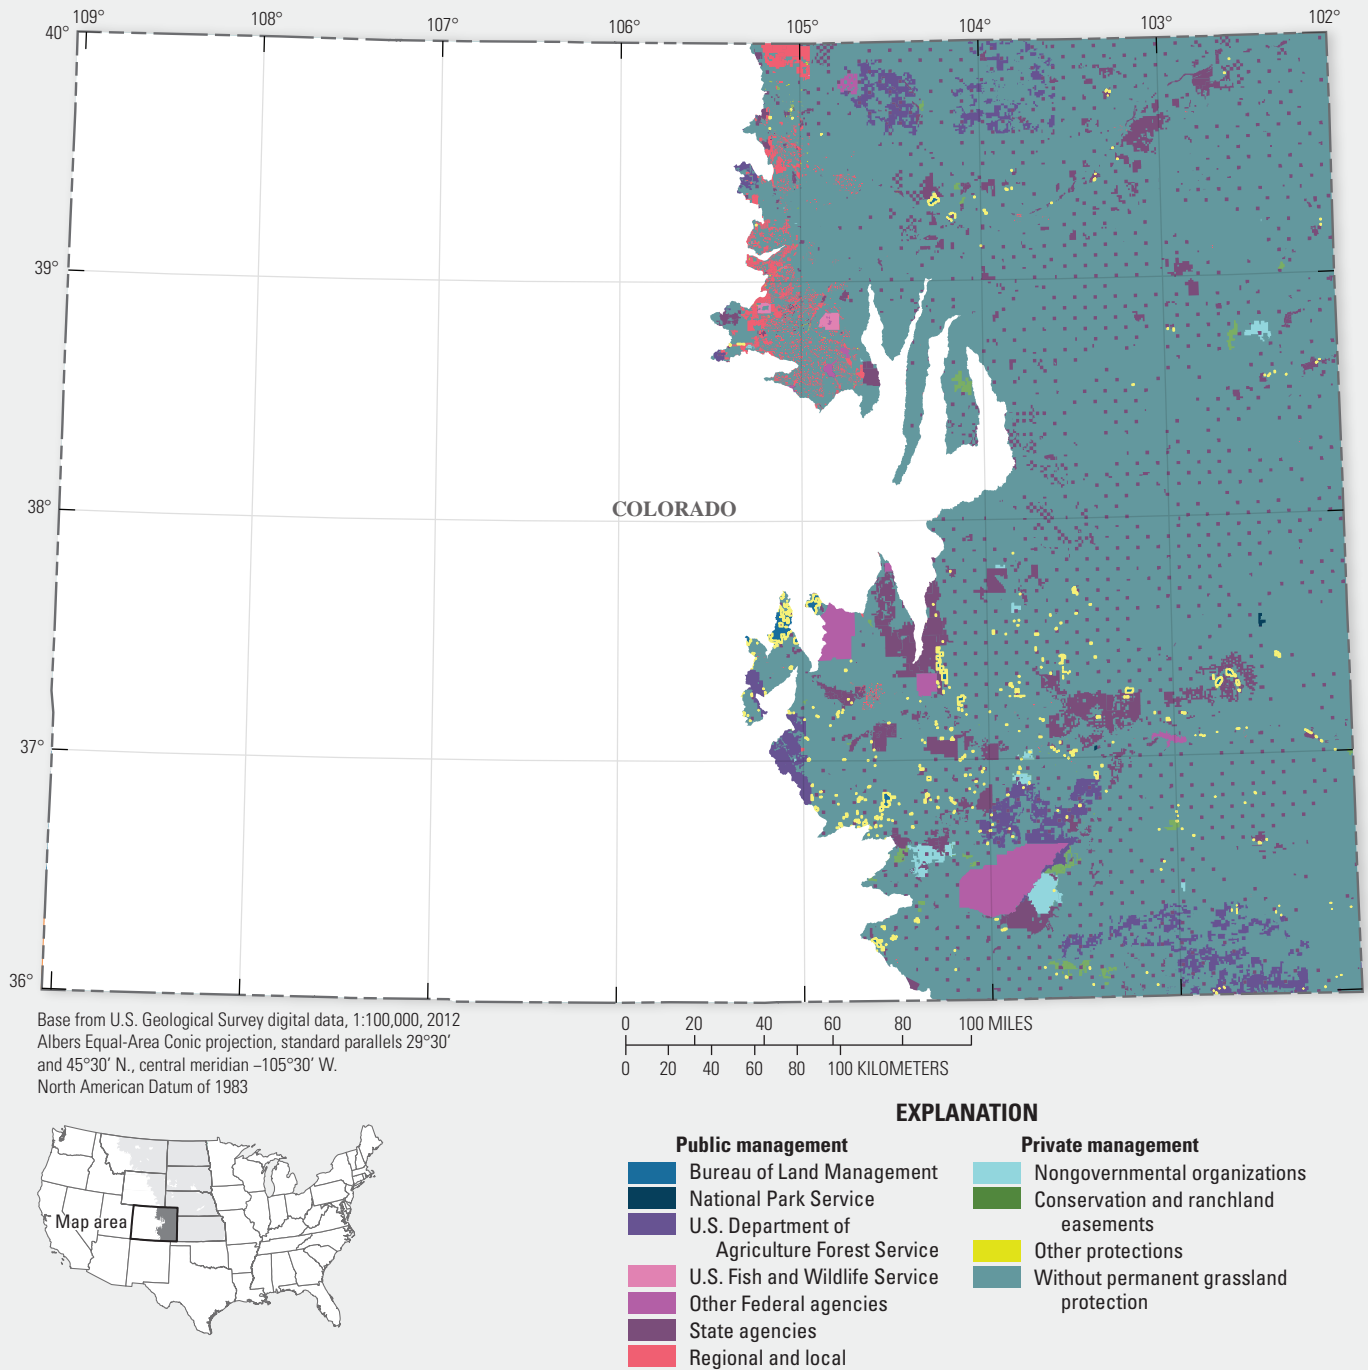 109°
108°
107°
106°
105°
104°
103°
102°
40°
39°
38°
37°
36°
COLORADO
Base from U.S. Geological Survey digital data, 1:100,000, 2012
Albers Equal-Area Conic projection, standard parallels 29°30′
and 45°30′ N., central meridian –105°30′ W.
North American Datum of 1983
0 20 40 60 80 100 MILES
0 20 40 60 80 100 KILOMETERS
Map area
EXPLANATION
Public management
Bureau of Land Management
National Park Service
U.S. Department of
Agriculture Forest Service
U.S. Fish and Wildlife Service
Other Federal agencies
State agencies
Regional and local
Private management
Nongovernmental organizations
Conservation and ranchland
easements
Other protections
Without permanent grassland
protection